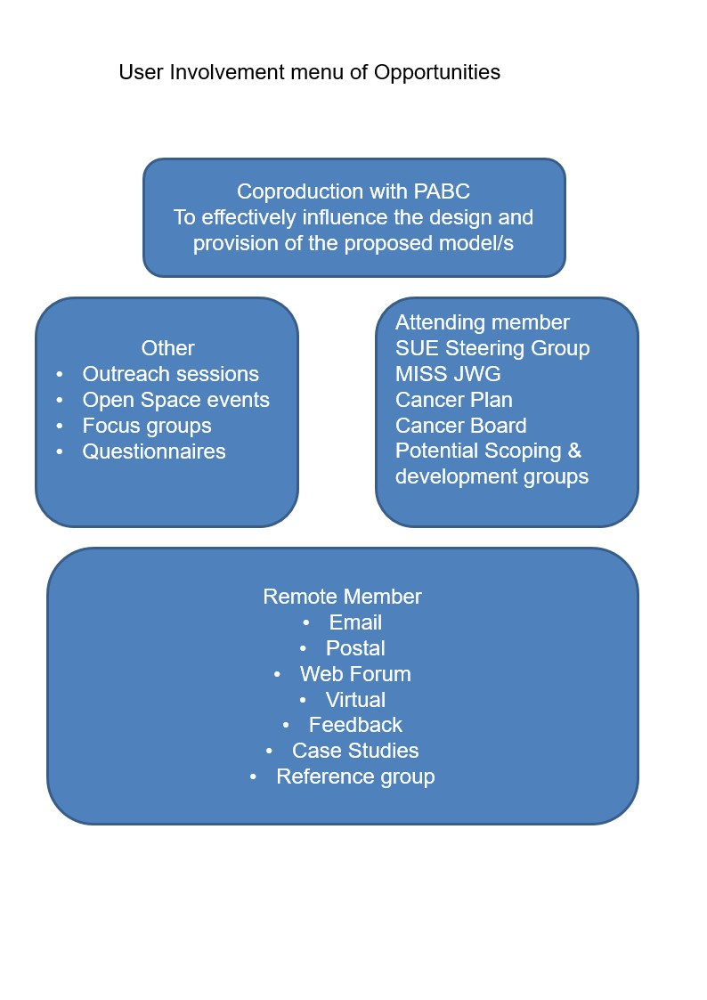 User Involvement menu of Opportunities
Coproduction with PABC
To effectively influence the design and
provision of the proposed model/s
Other
• Outreach sessions
• Open Space events
• Focus groups
• Questionnaires
Attending member
SUE Steering Group
MISS JWG
Cancer Plan
Cancer Board
Potential Scoping &
development groups
Remote Member
• Email
• Postal
• Web Forum
• Virtual
• Feedback
• Case Studies
• Reference group